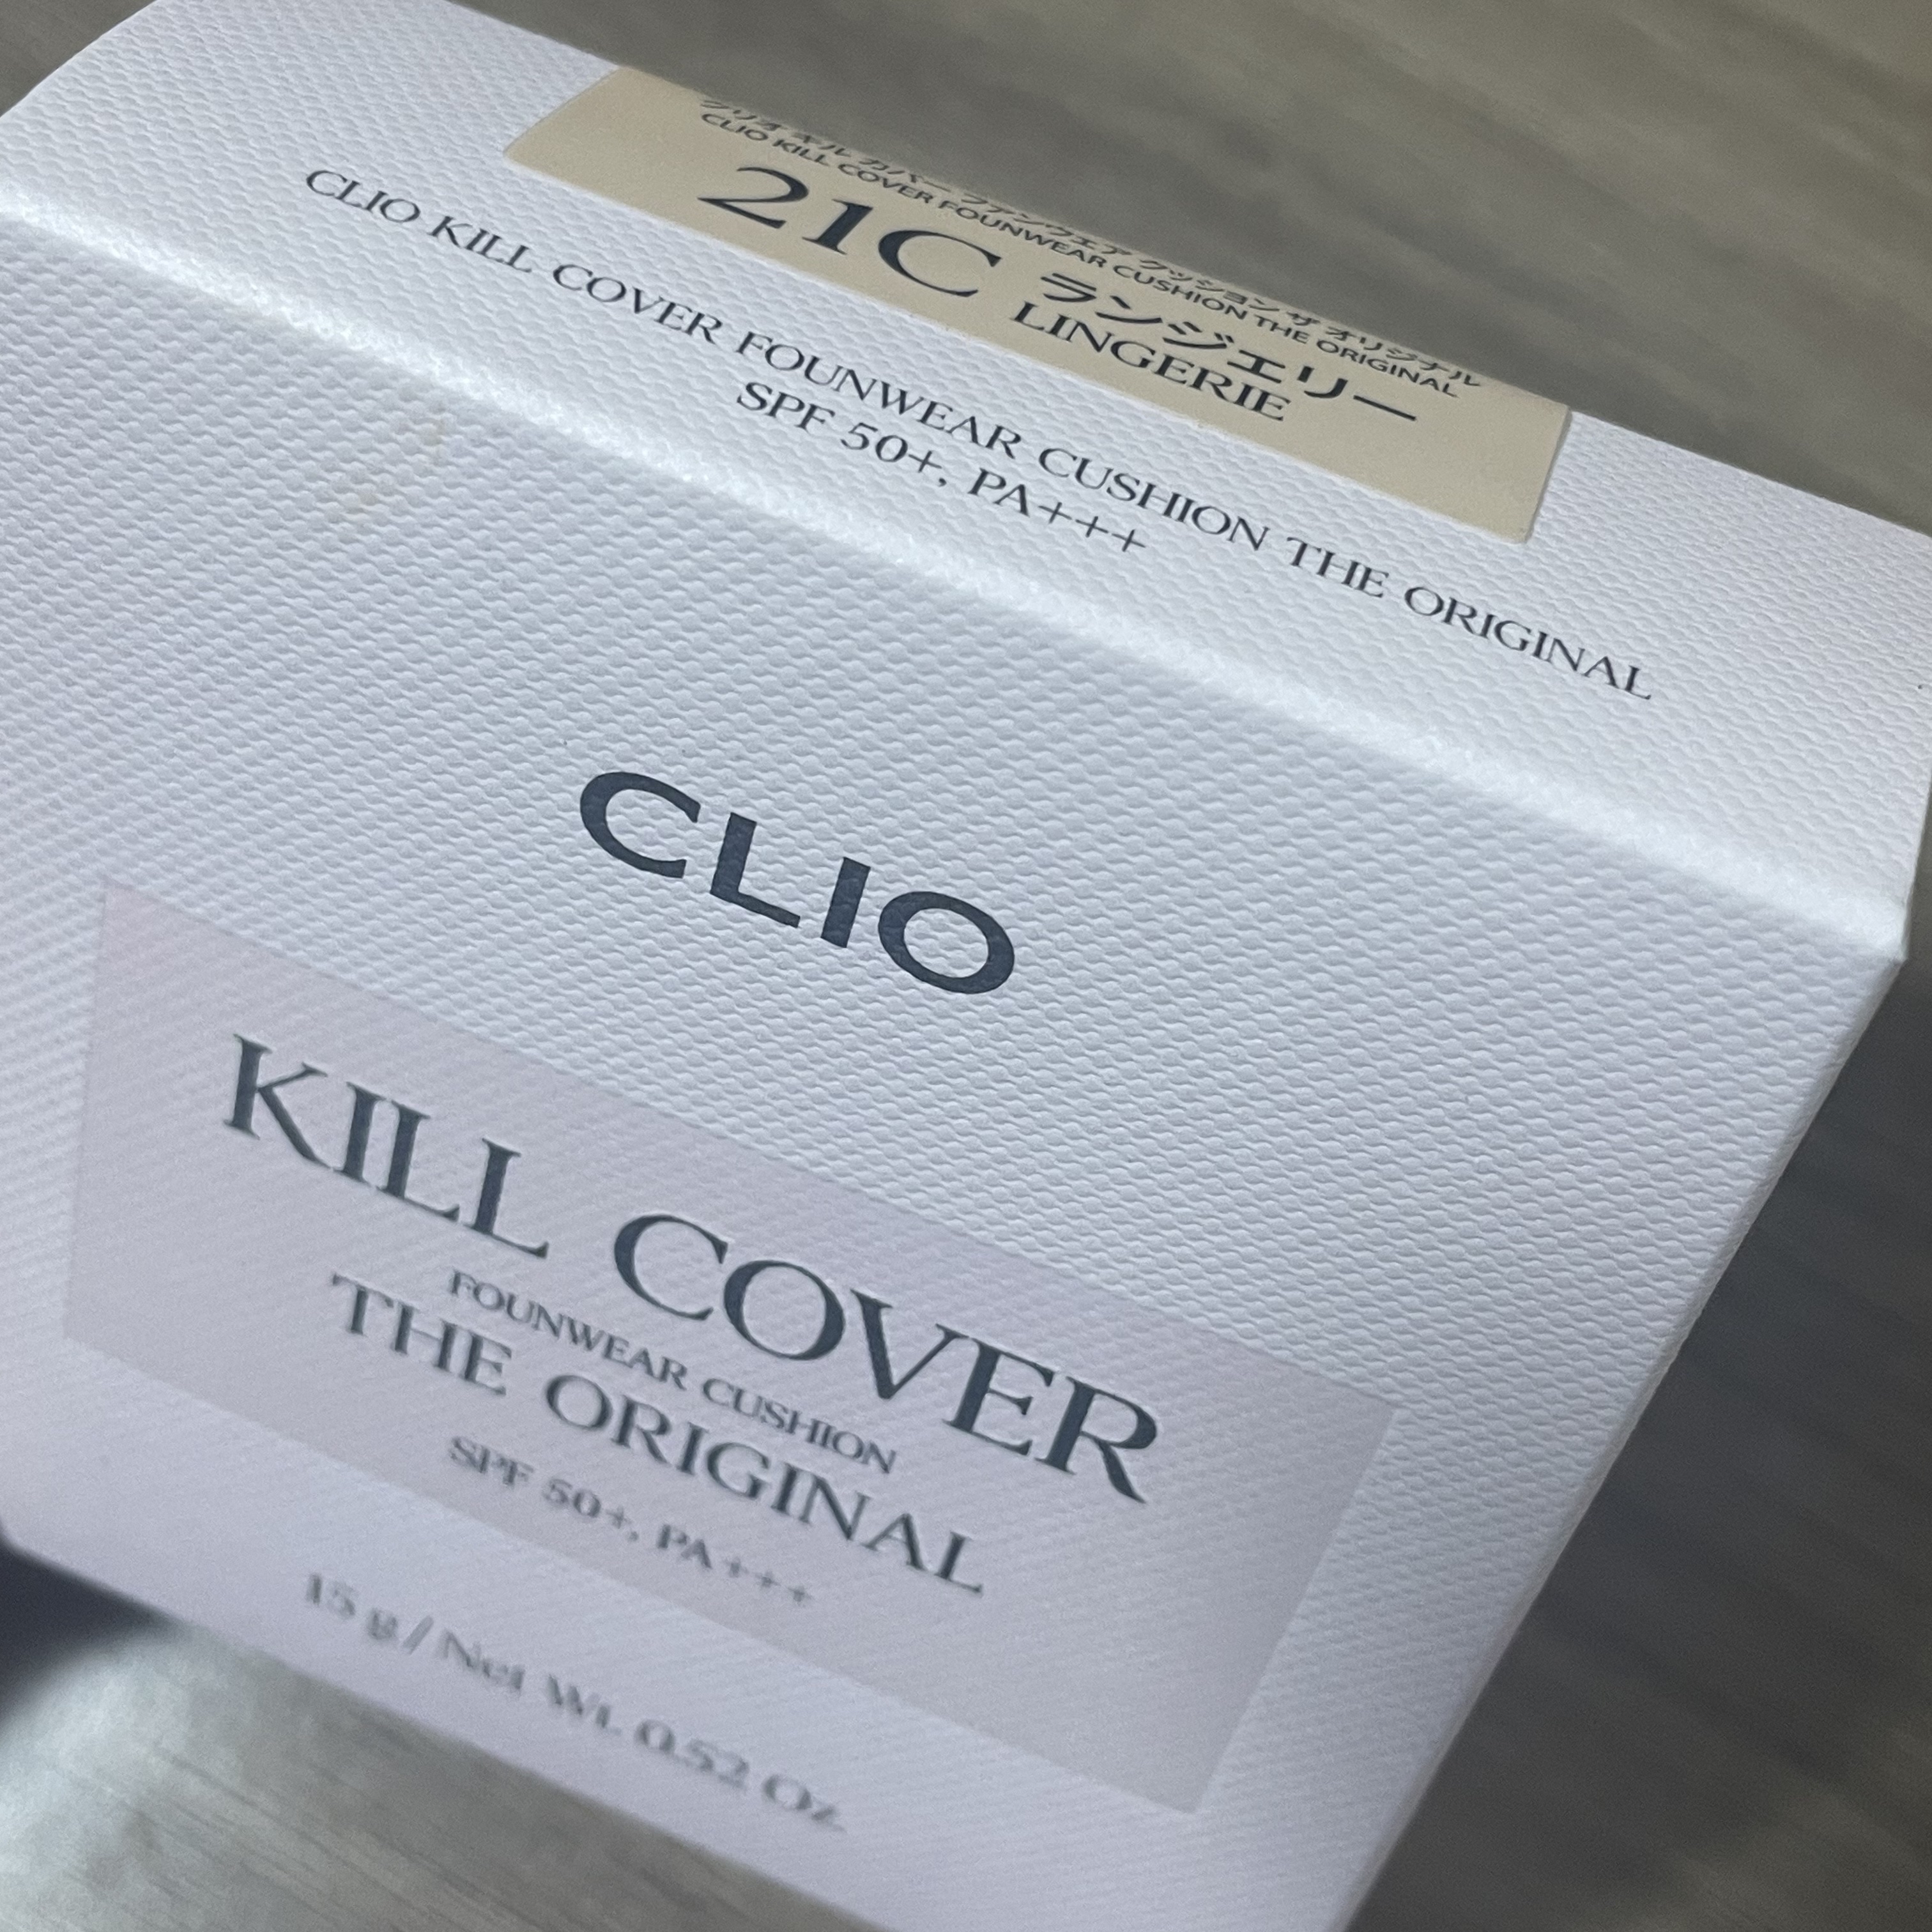 クリオ キル カバー ファンウェア クッション ザ オリジナル
CLIO KILL COVER FOUNWEAR CUSHION THE ORIGINAL
21C ランジェリー
LINGERIE
CLIO KILL COVER FOUNWEAR CUSHION THE ORIGINAL
SPF 50+, PA+++
CLIO
KILL COVER
FOUNWEAR CUSHION
THE ORIGINAL
SPF 50+, PA+++
15 g / Net Wt. 0.52 Oz.